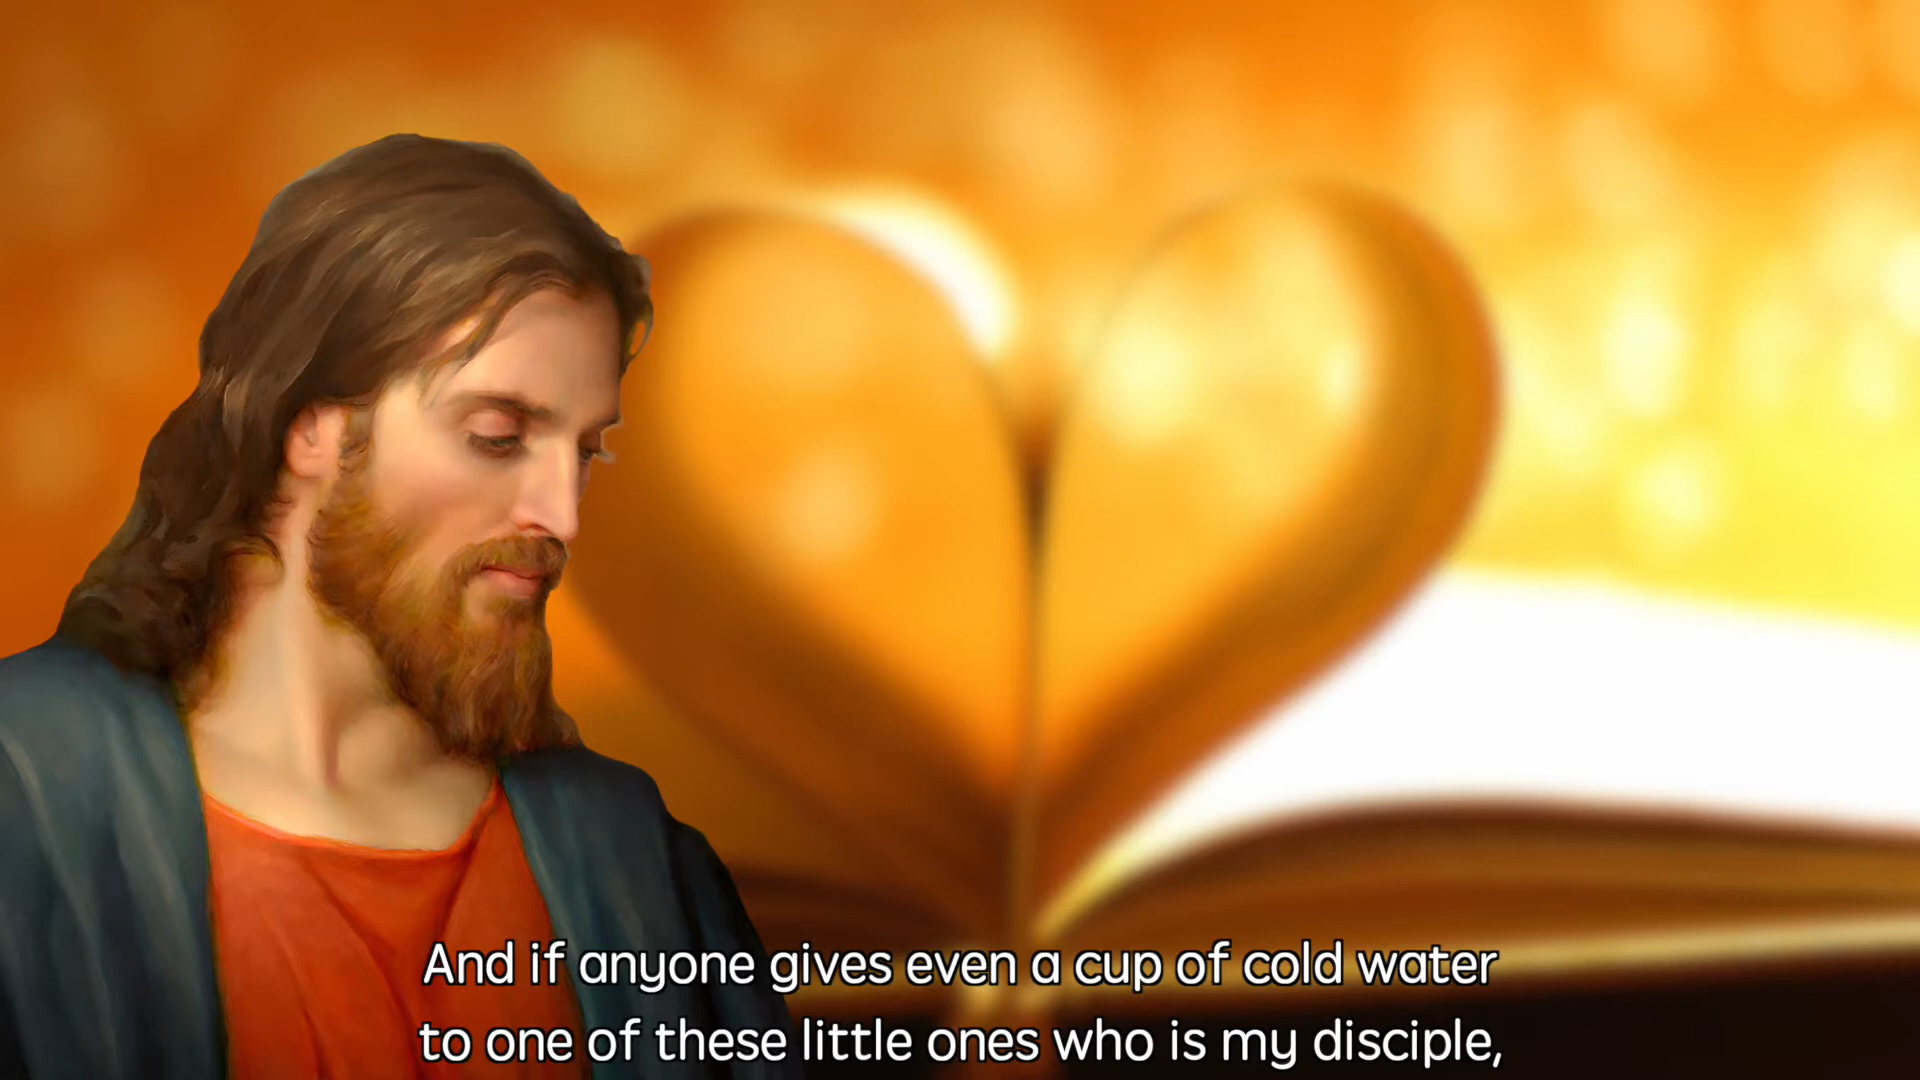 And if anyone gives even a cup of cold water
to one of these little ones who is my disciple,